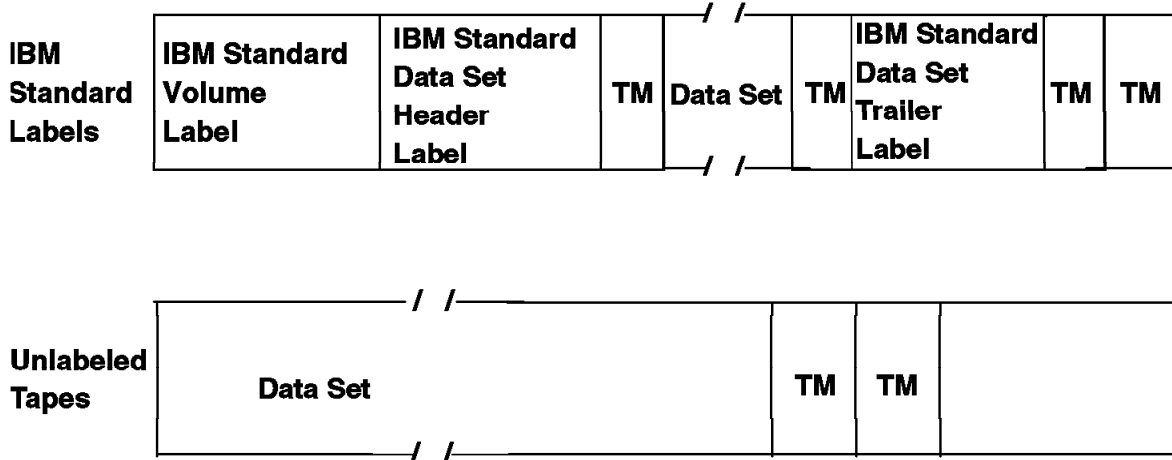 IBM
Standard
Labels
IBM Standard
Volume
Label
IBM Standard
Data Set
Header
Label
TM
Data Set
TM
IBM Standard
Data Set
Trailer
Label
TM
TM
Unlabeled
Tapes
Data Set
TM
TM